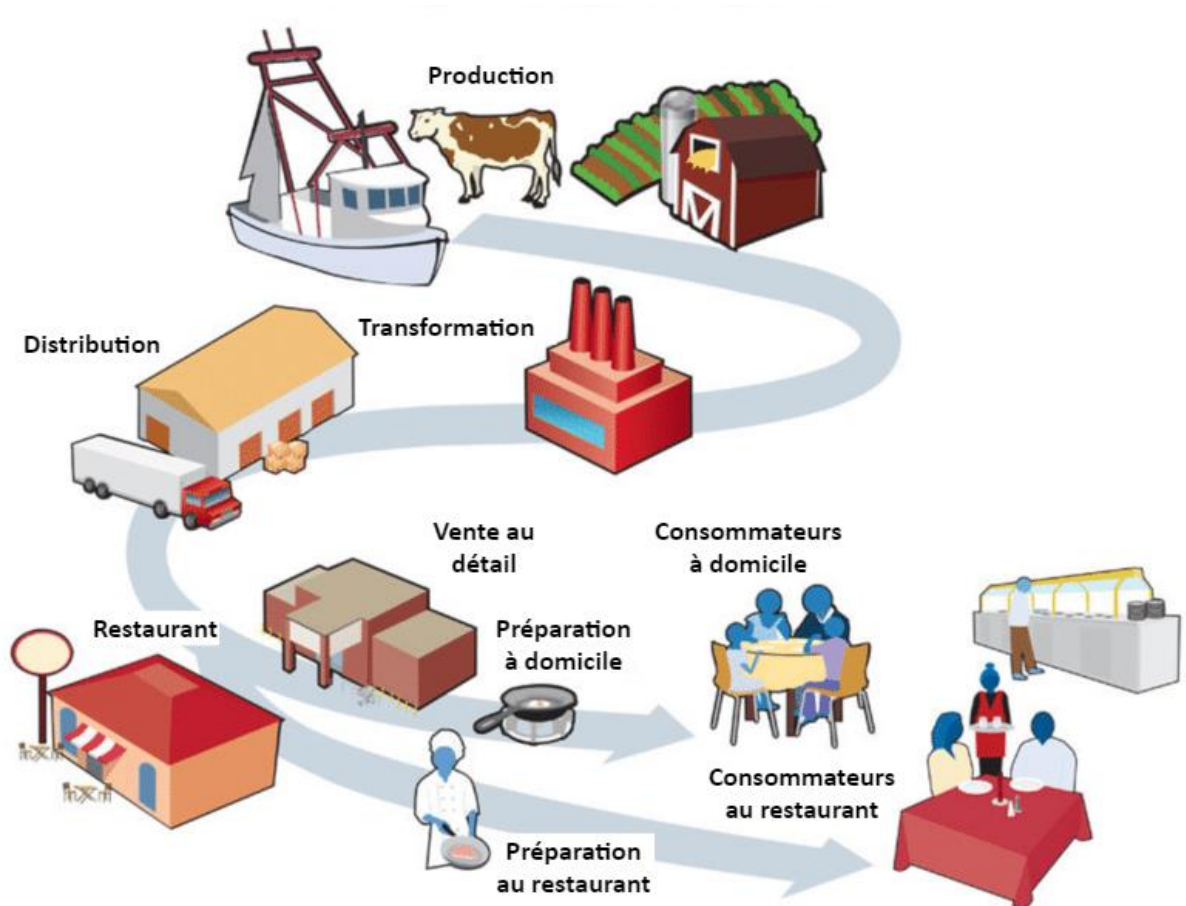 Production
Transformation
Distribution
Vente au
détail
Consommateurs
à domicile
Restaurant
Préparation
à domicile
Consommateurs
au restaurant
Préparation
au restaurant